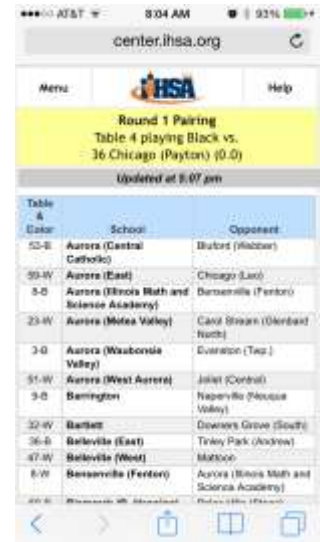 AT&T 8:04 AM 93%
center.ihsa.org
Menu IHSA Help
Round 1 Pairing
Table 4 playing Black vs.
36 Chicago (Payton) (0.0)
Updated at 5:07 pm
Table
&
Color School Opponent
52-B Aurora (Central Bluford (Webber)
Catholic)
Aurora (East) Chicago (Leo)
8-B Aurora (Illinois Math and Bensenville (Fenton)
Science Academy)
23-W Aurora (Metea Valley) Carol Stream (Glenbard
North)
3-B Aurora (Waubonsie Evanston (Twp.)
Valley)
51-W Aurora (West Aurora) Joliet (Central)
9-B Barrington Naperville (Neuqua
Valley)
32-W Bartlett Downers Grove (South)
36-B Belleville (East) Tinley Park (Andrew)
47-W Belleville (West) Mattoon
8-W Bensenville (Fenton) Aurora (Illinois Math and
Science Academy)